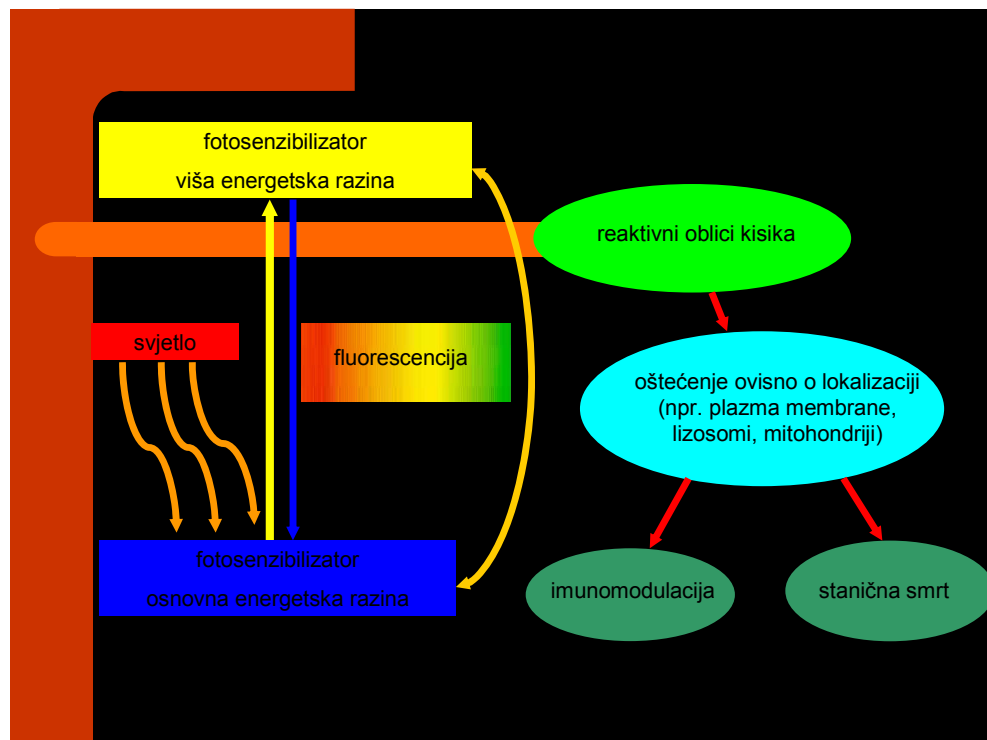 fotosenzibilizator
viša energetska razina
reaktivni oblici kisika
svjetlo
fluorescencija
oštećenje ovisno o lokalizaciji
(npr. plazma membrane,
lizosomi, mitohondriji)
fotosenzibilizator
osnovna energetska razina
imunomodulacija
stanična smrt